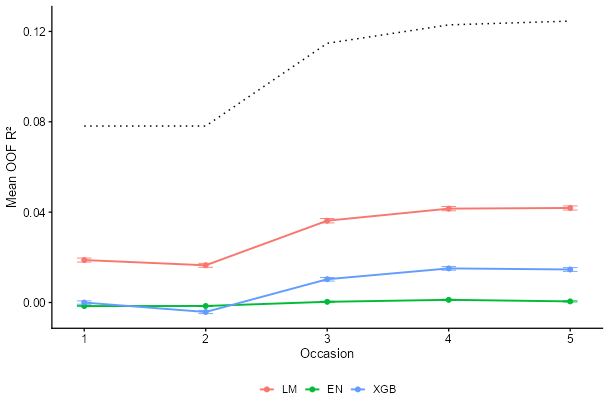 0.12
0.08
0.04
0.00
Mean OOF R²
1 2 3 4 5
Occasion
LM EN XGB